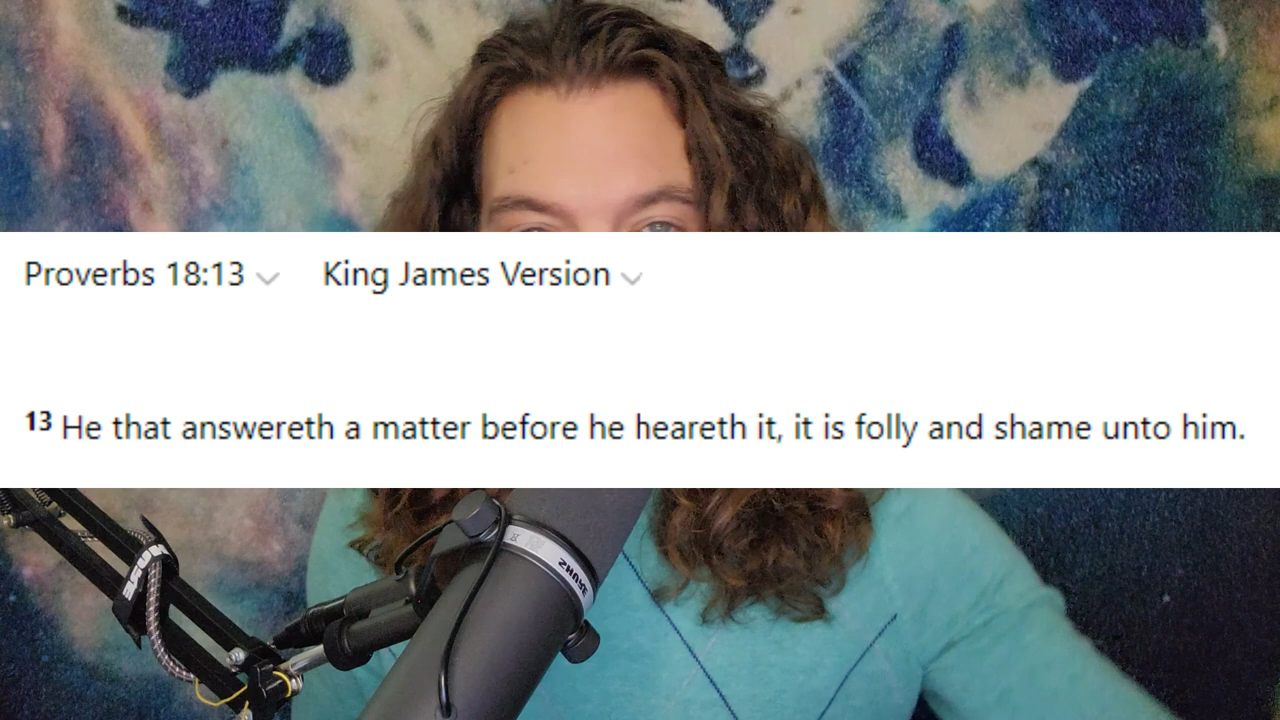 Proverbs 18:13 King James Version
13 He that answereth a matter before he heareth it, it is folly and shame unto him.
SHURE
SHURE